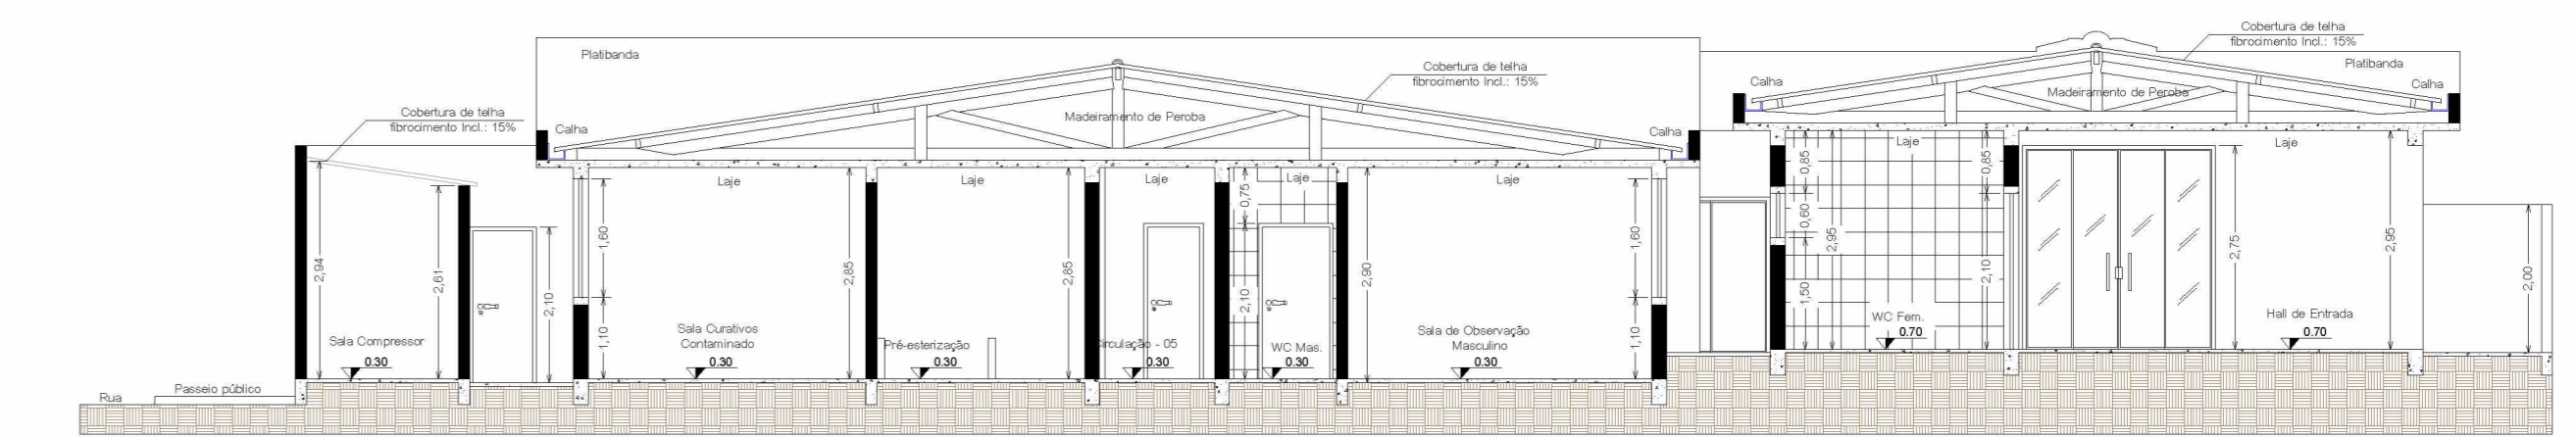 Platibanda
Cobertura de telha
fibrocimento Incl.: 15%
Calha
Cobertura de telha
fibrocimento Incl.: 15%
Madeiramento de Peroba
Calha
Cobertura de telha
fibrocimento Incl.: 15%
Platibanda
Calha
Madeiramento de Peroba
Calha
Laje
Laje
Laje
Laje
Laje
Laje
Laje
2,94
2,61
2,10
1,60
1,10
2,85
2,85
0,75
2,10
2,90
1,60
1,10
0,85
0,60
1,50
2,95
0,85
2,10
2,75
2,95
2,00
Sala Compressor
0.30
Sala Curativos
Contaminado
0.30
Pré-esterização
0.30
Circulação - 05
0.30
WC Mas.
0.30
Sala de Observação
Masculino
0.30
WC Fem.
0.70
Hall de Entrada
0.70
Passeio público
Rua